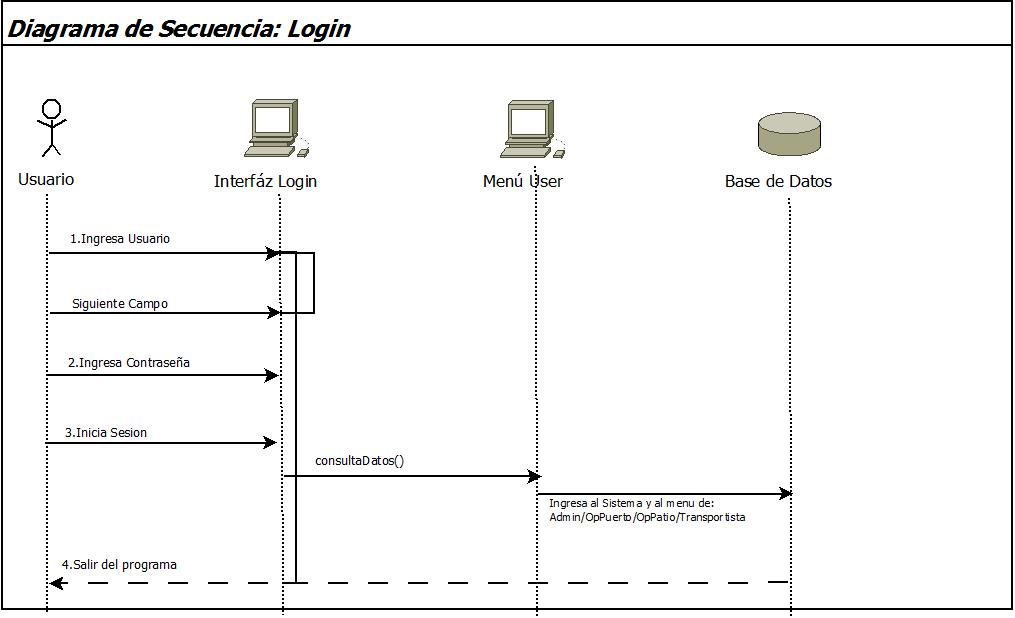 Diagrama de Secuencia: Login
Usuario
Interfáz Login
Menú User
Base de Datos
1.Ingresa Usuario
Siguiente Campo
2.Ingresa Contraseña
3.Inicia Sesion
consultaDatos()
Ingresa al Sistema y al menu de:
Admin/OpPuerto/OpPatio/Transportista
4.Salir del programa